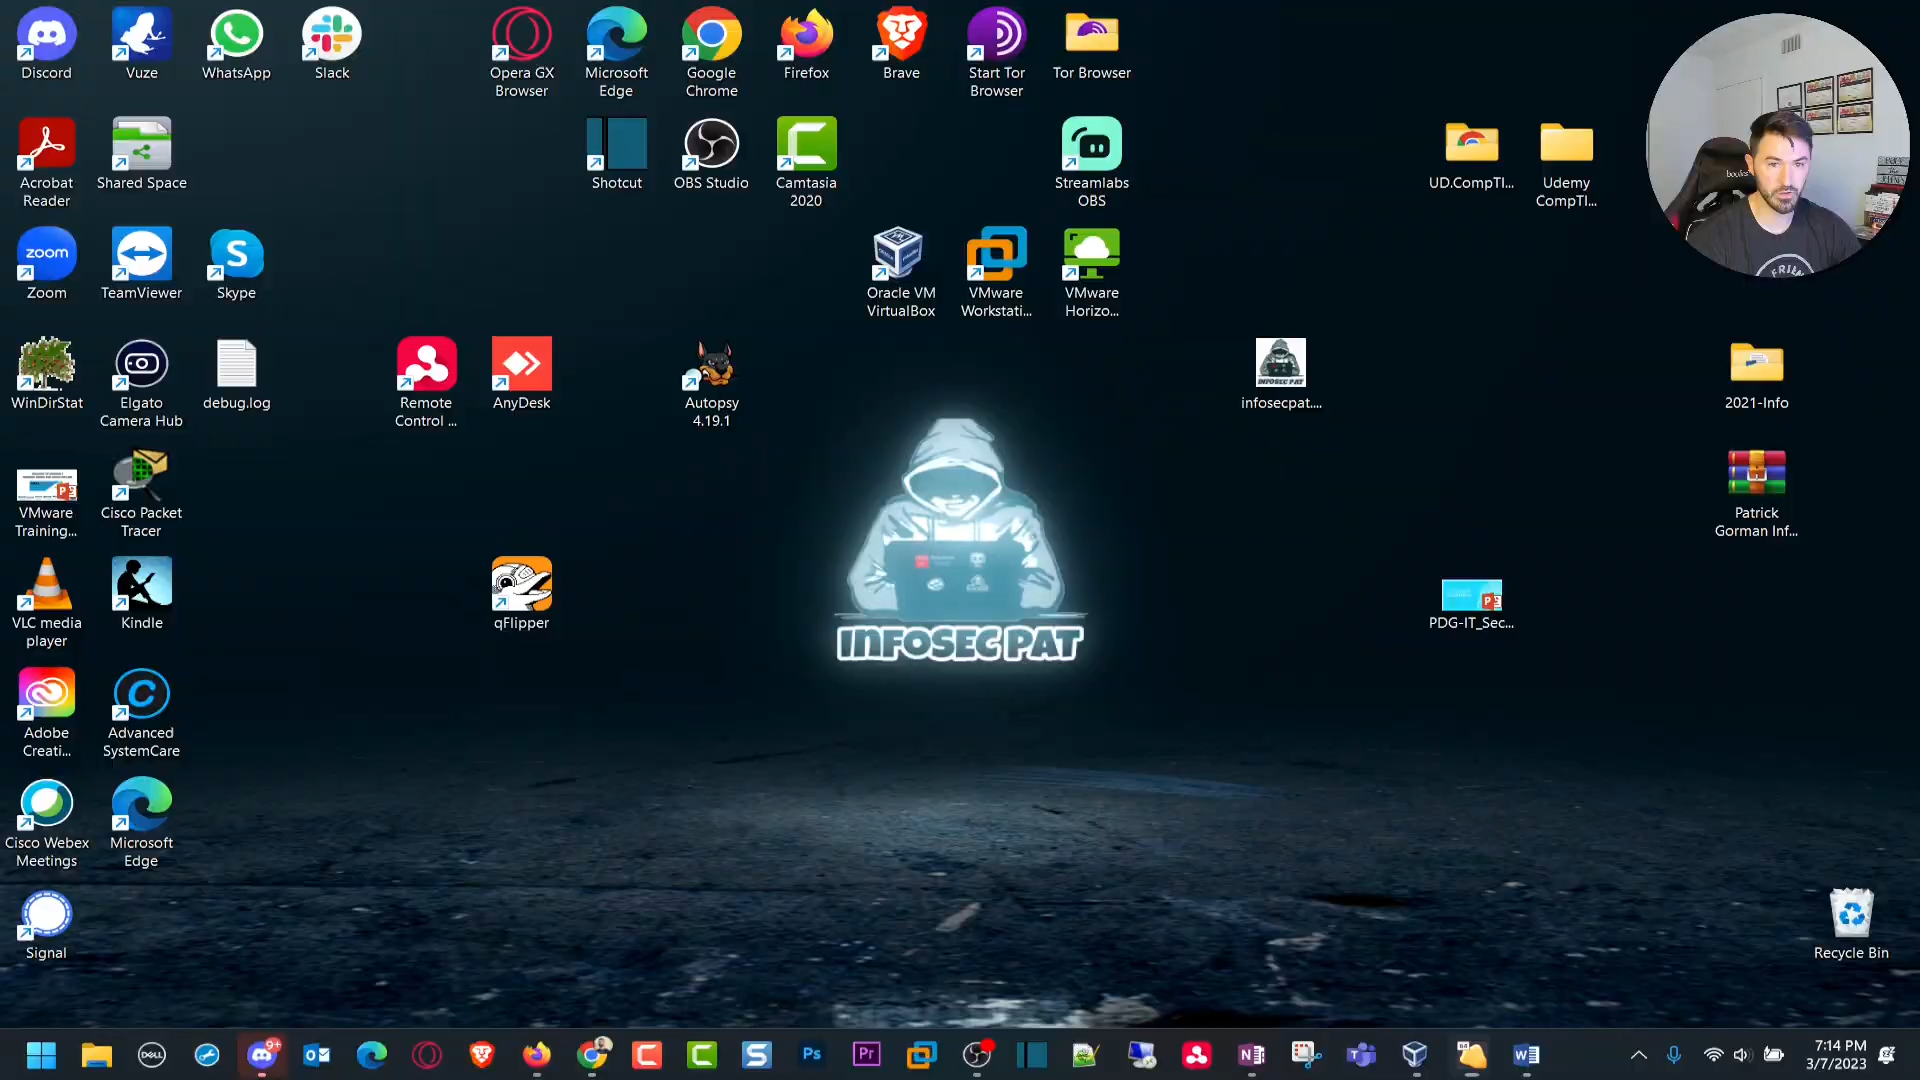 Discord
Vuze
WhatsApp
Slack
Opera GX
Browser
Microsoft
Edge
Google
Chrome
Firefox
Brave
Start Tor
Browser
Tor Browser
Acrobat
Reader
Shared Space
Shotcut
OBS Studio
Camtasia
2020
Streamlabs
OBS
UD.CompTI...
Udemy
CompTI...
zoom
Zoom
TeamViewer
Skype
Oracle VM
VirtualBox
VMware
Workstati...
VMware
Horizo...
WinDirStat
Elgato
Camera Hub
debug.log
Remote
Control ...
AnyDesk
Autopsy
4.19.1
INFOSEC PAT
infosecpat....
2021-Info
VMware
Training...
Cisco Packet
Tracer
Patrick
Gorman Inf...
VLC media
player
Kindle
qFlipper
INFOSEC PAT
PDG-IT_Sec...
Adobe
Creati...
Advanced
SystemCare
Cisco Webex
Meetings
Microsoft
Edge
Signal
Recycle Bin
DELL
9+
Ps
Pr
7:14 PM
3/7/2023